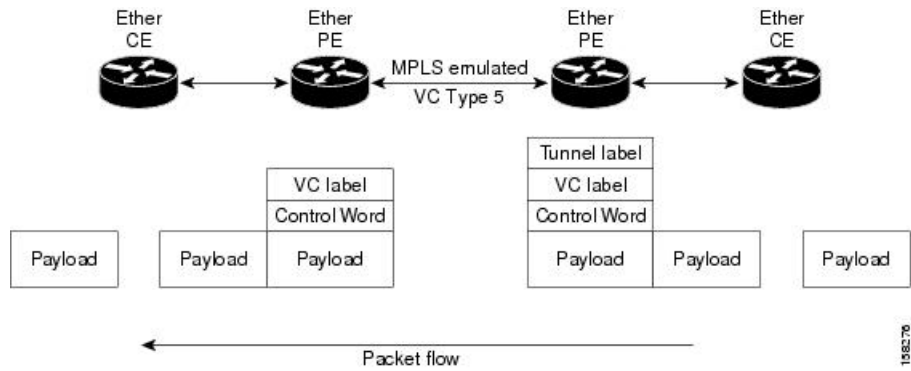 Ether CE
Ether PE
Ether PE
Ether CE
MPLS emulated
VC Type 5
Tunnel label
VC label
VC label
Control Word
Control Word
Payload
Payload
Payload
Payload
Payload
Payload
Packet flow
158276